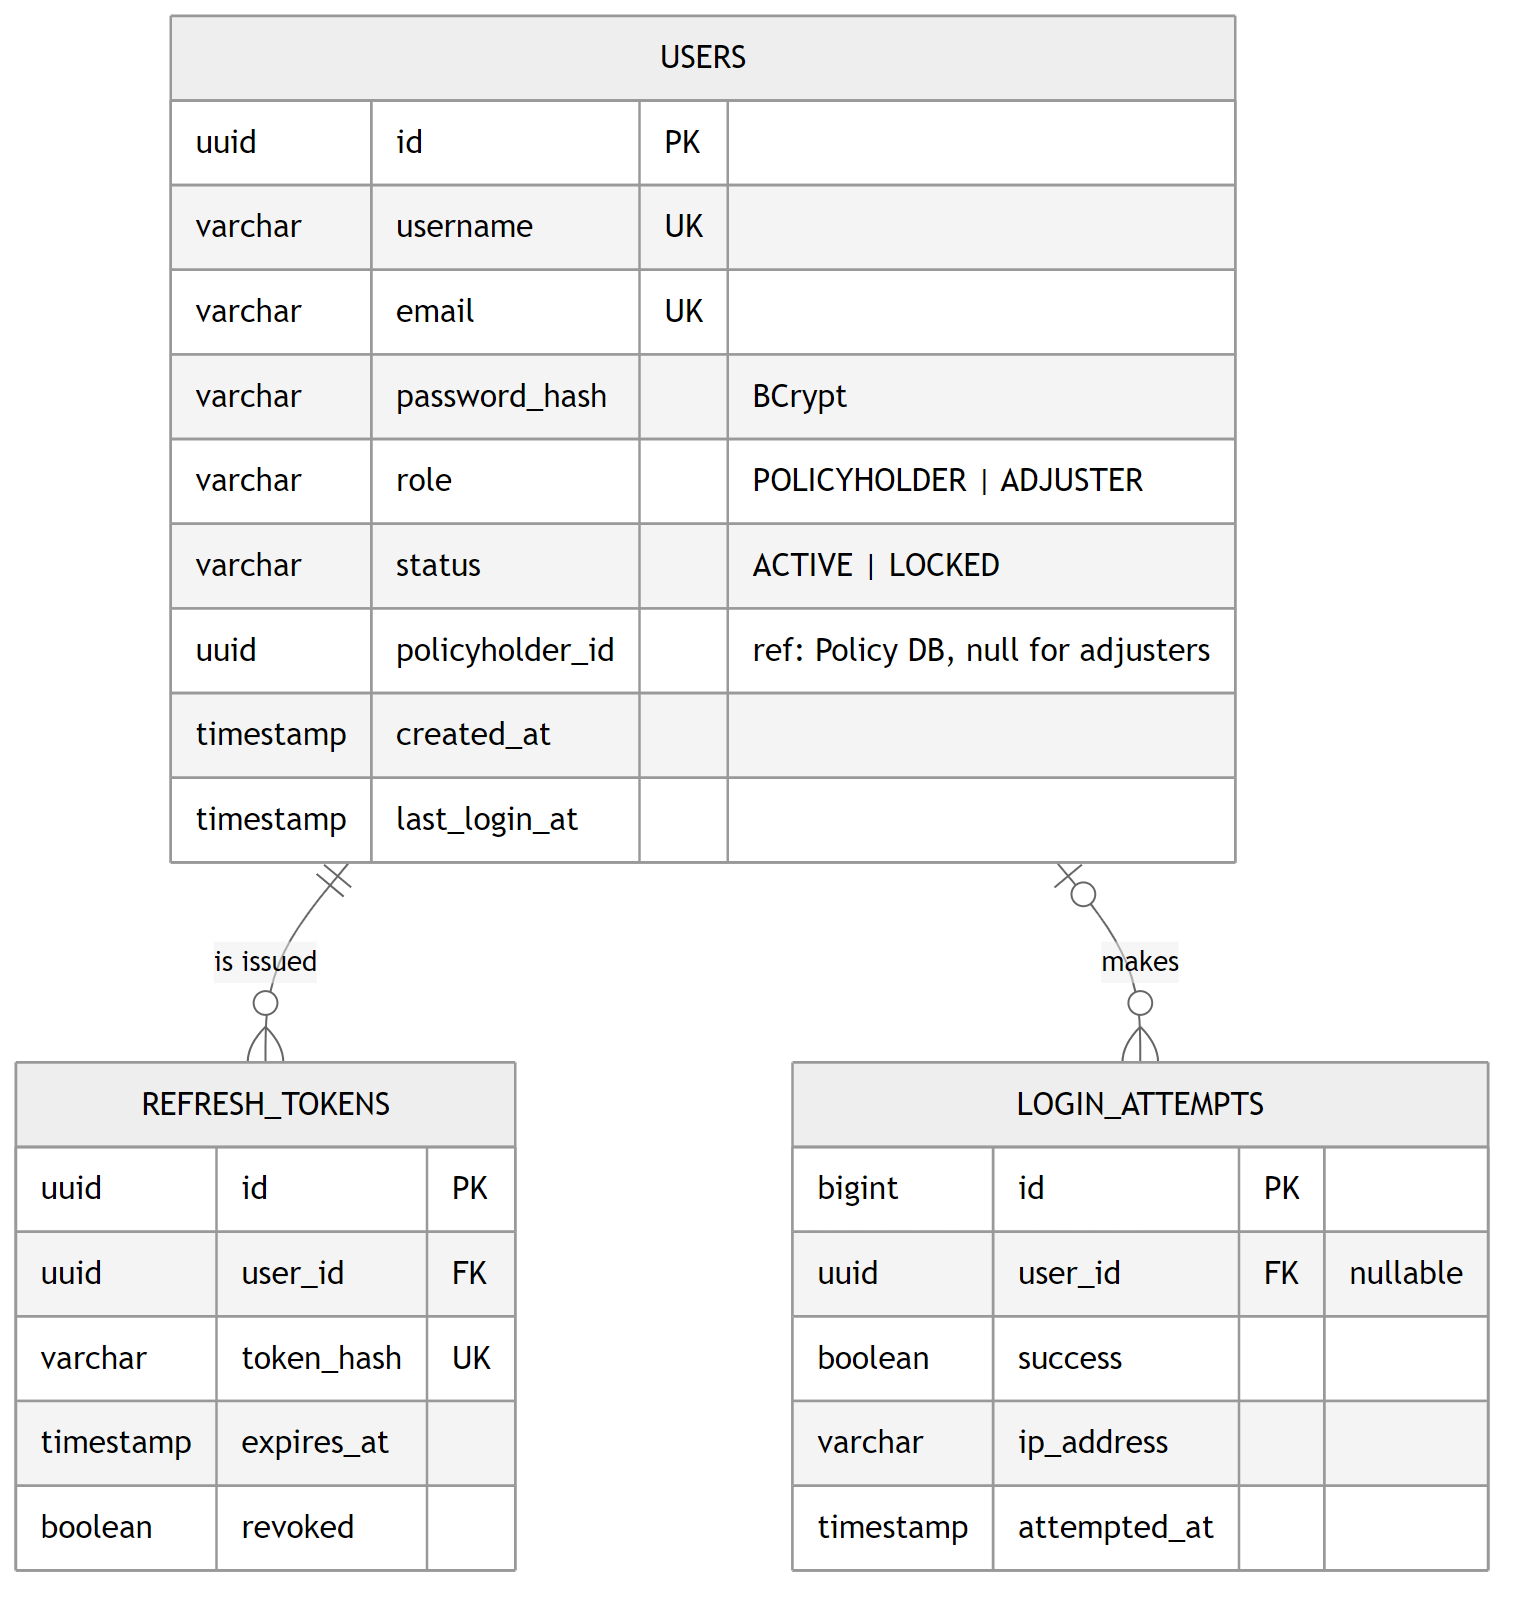 USERS
uuid id PK
varchar username UK
varchar email UK
varchar password_hash BCrypt
varchar role POLICYHOLDER | ADJUSTER
varchar status ACTIVE | LOCKED
uuid policyholder_id ref: Policy DB, null for adjusters
timestamp created_at
timestamp last_login_at
is issued
makes
REFRESH_TOKENS
uuid id PK
uuid user_id FK
varchar token_hash UK
timestamp expires_at
boolean revoked
LOGIN_ATTEMPTS
bigint id PK
uuid user_id FK nullable
boolean success
varchar ip_address
timestamp attempted_at